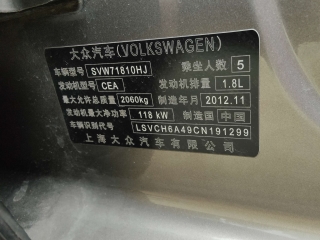 大众汽车(VOLKSWAGEN)
车辆型号 SVW71810HJ 乘坐人数 5
发动机型号 CEA 发动机排量 1.8L
最大允许总质量 2060kg 制造年月 2012.11
发动机最大净功率 118 kW 制造国 中国
车辆识别代号 LSVCH6A49CN191299
上海大众汽车有限公司